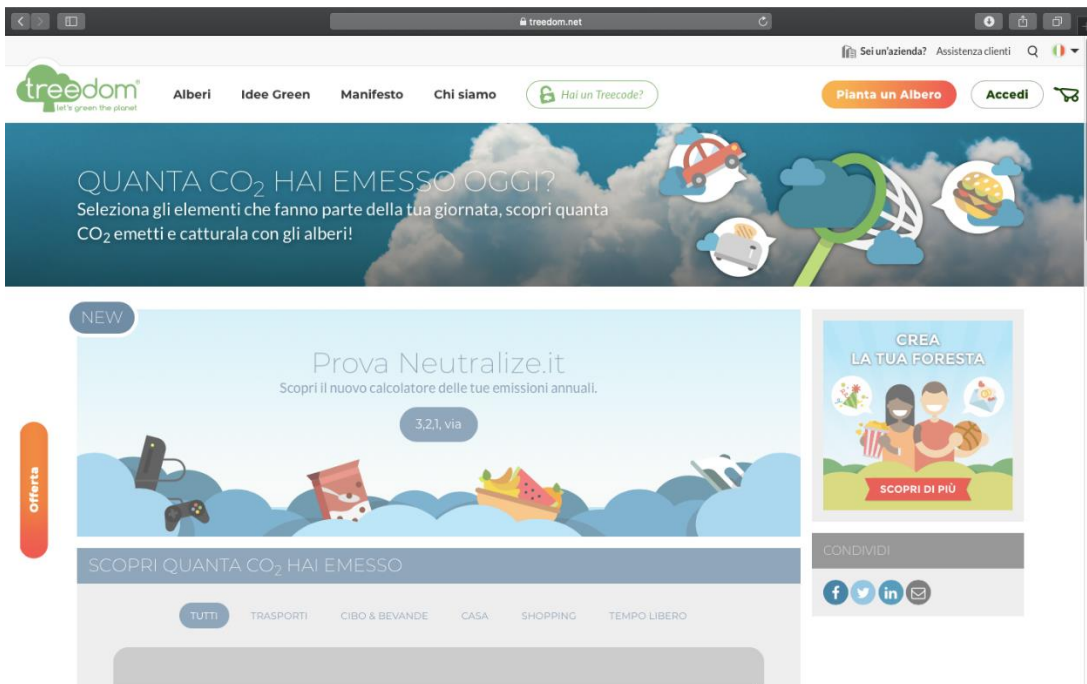 treedom.net
Sei un'azienda? Assistenza clienti
treedom®
let's green the planet
Alberi Idee Green Manifesto Chi siamo Hai un Treecode? Pianta un Albero Accedi
QUANTA CO₂ HAI EMESSO OGGI?
Seleziona gli elementi che fanno parte della tua giornata, scopri quanta
CO₂ emetti e catturala con gli alberi!
NEW
Prova Neutralize.it
Scopri il nuovo calcolatore delle tue emissioni annuali.
3,2,1, via
CREA
LA TUA FORESTA
SCOPRI DI PIÙ
Offerta
SCOPRI QUANTA CO₂ HAI EMESSO
TUTTI TRASPORTI CIBO & BEVANDE CASA SHOPPING TEMPO LIBERO
CONDIVIDI